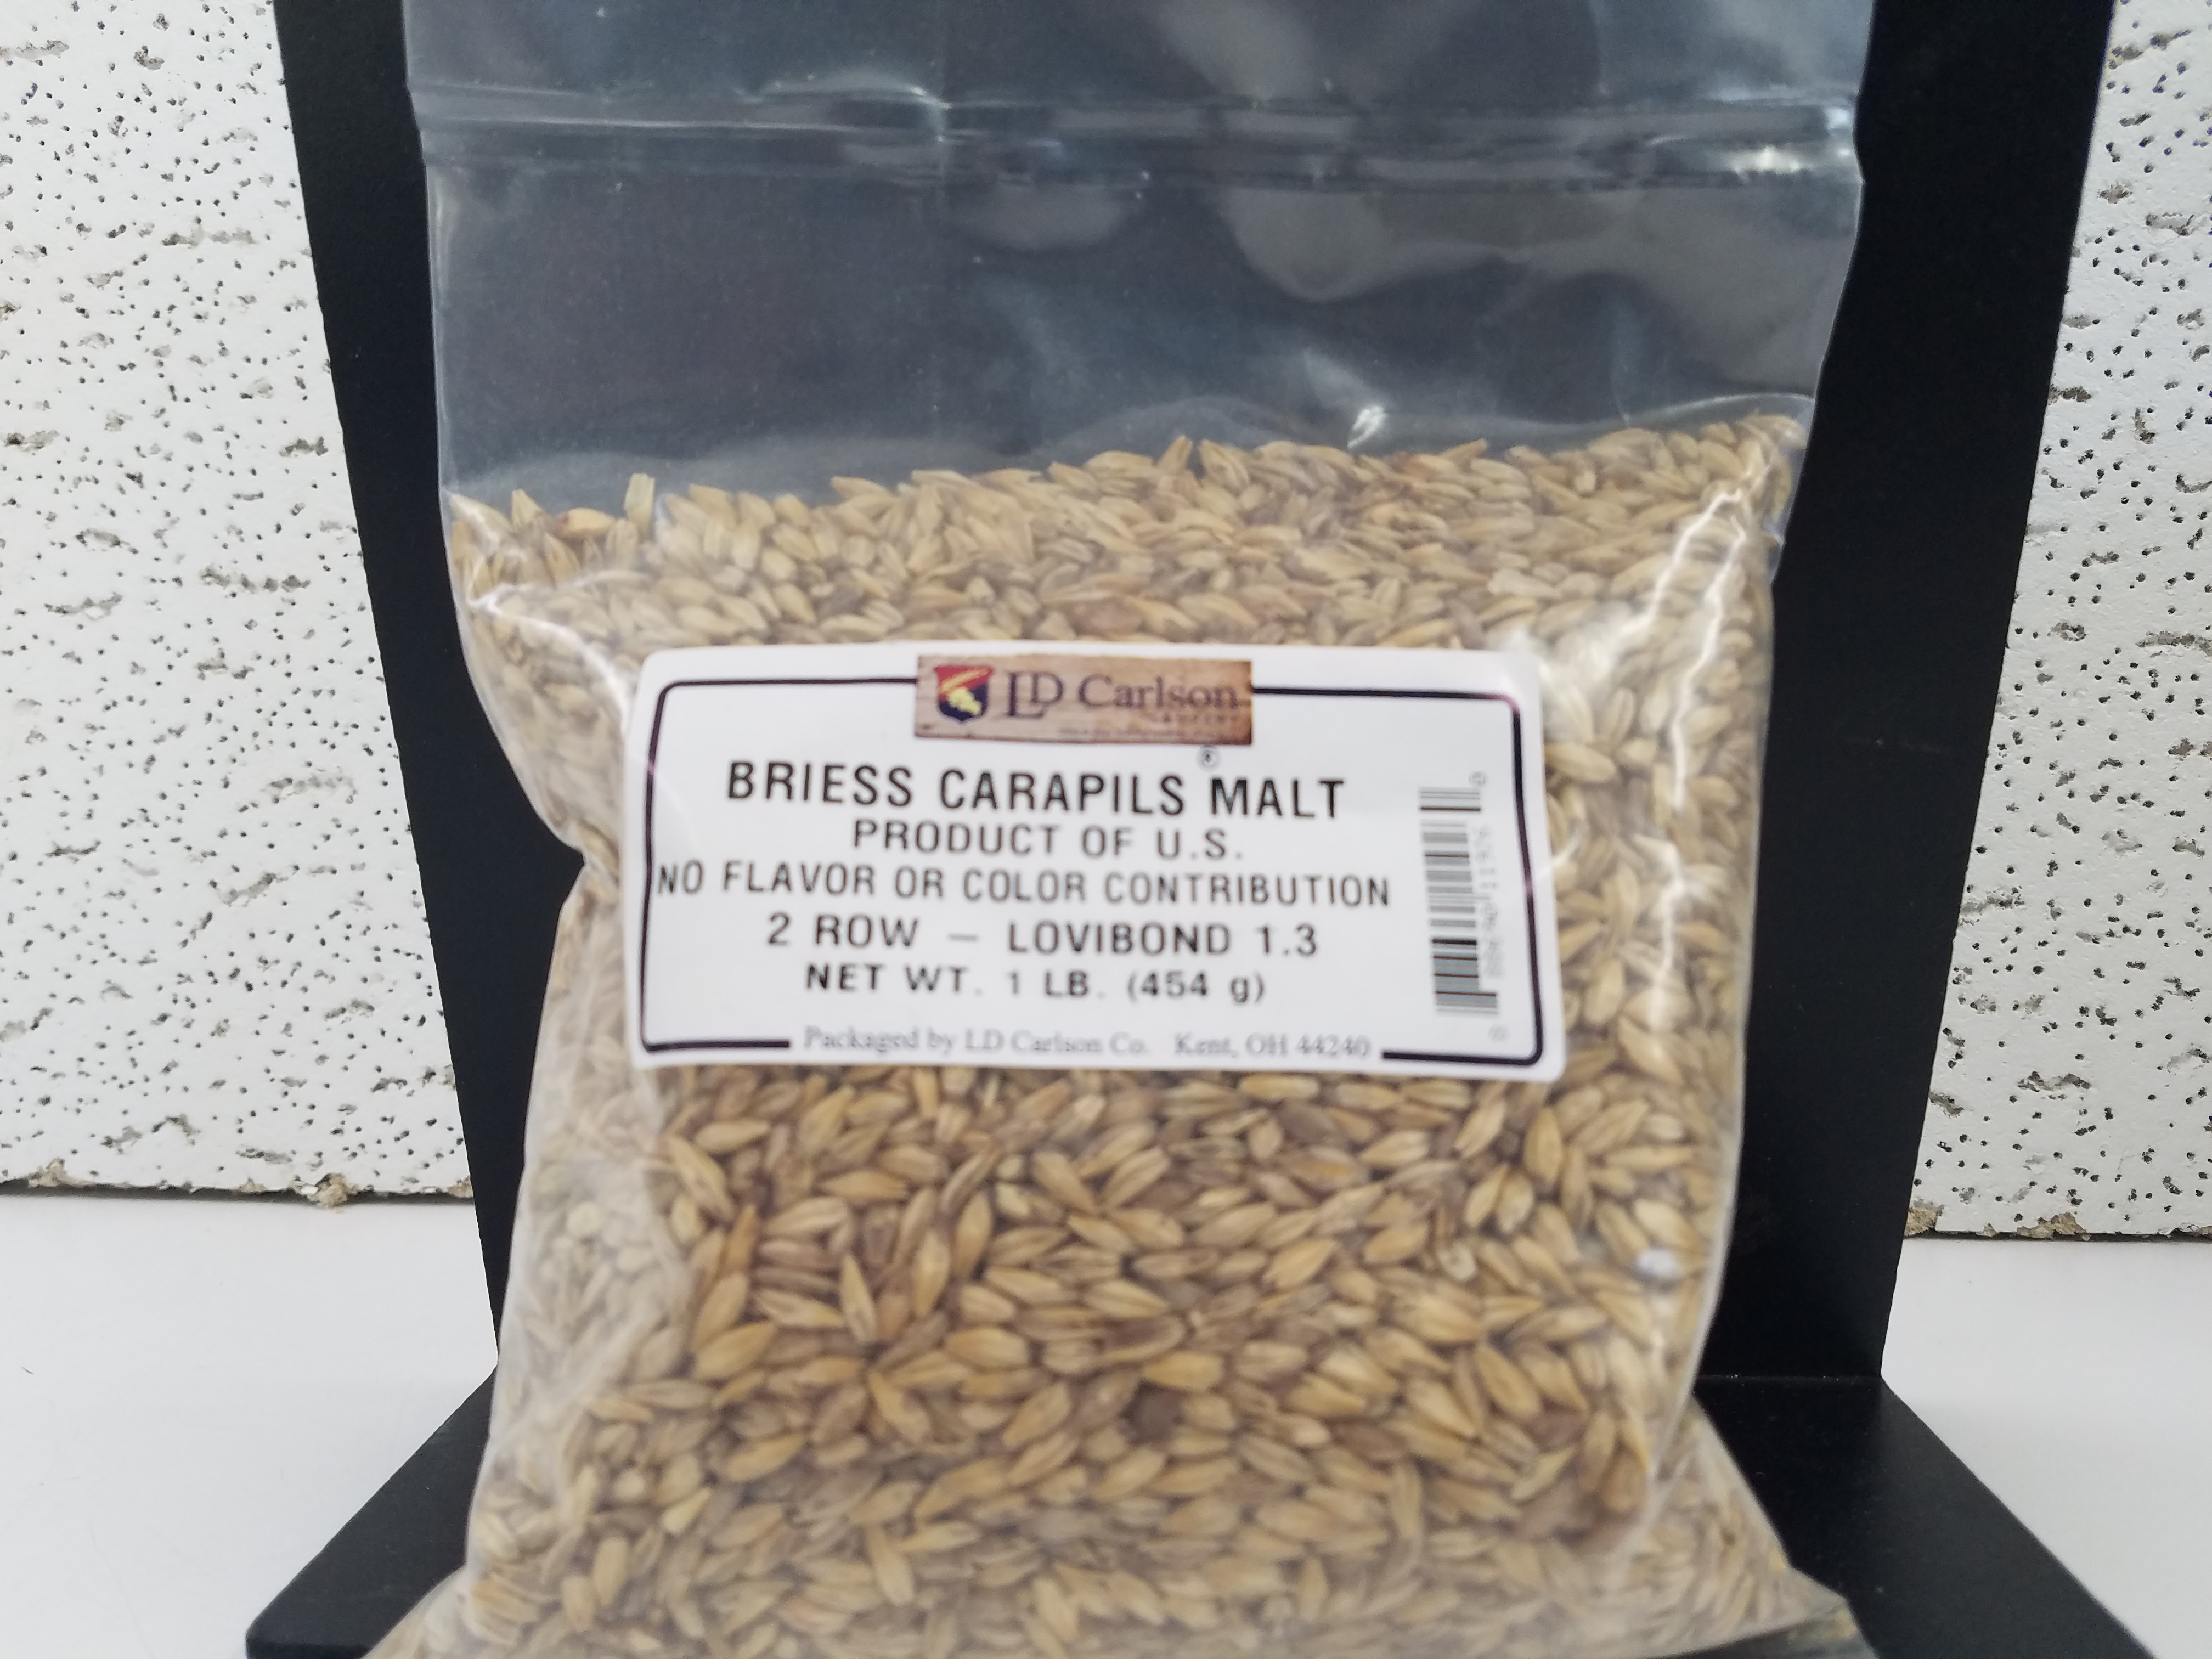 LD Carlson
®
BRIESS CARAPILS MALT
PRODUCT OF U.S.
NO FLAVOR OR COLOR CONTRIBUTION
2 ROW — LOVIBOND 1.3
NET WT. 1 LB. (454 g)
Packaged by LD Carlson Co. Kent, OH 44240